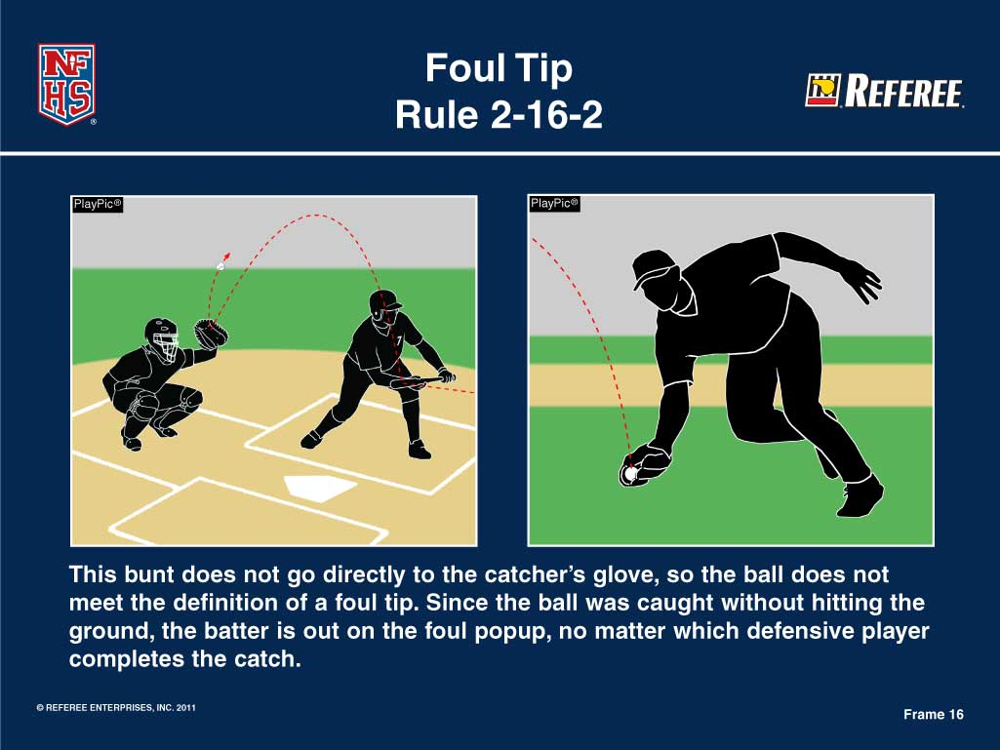 NFHS
®
Foul Tip
Rule 2-16-2
REFEREE.
PlayPic®
PlayPic®
7
This bunt does not go directly to the catcher’s glove, so the ball does not
meet the definition of a foul tip. Since the ball was caught without hitting the
ground, the batter is out on the foul popup, no matter which defensive player
completes the catch.
© REFEREE ENTERPRISES, INC. 2011
Frame 16